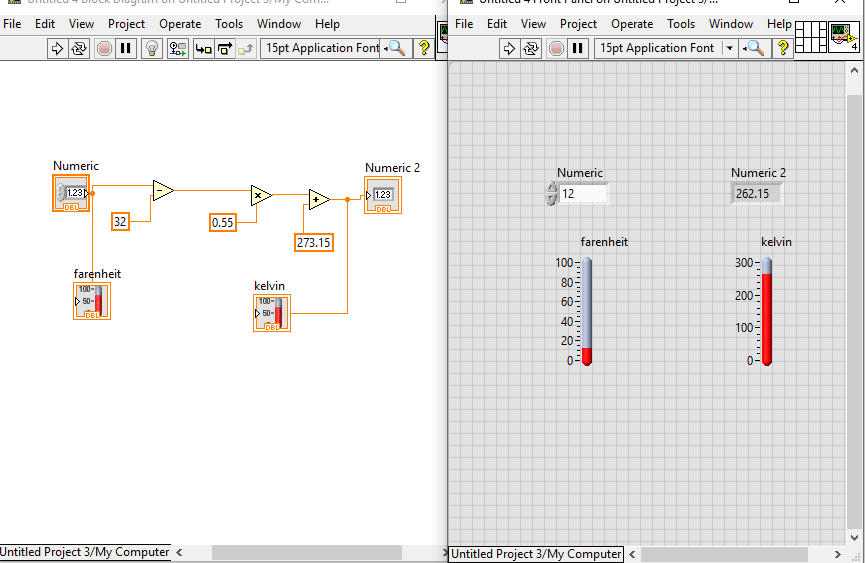 Untitled 4 Block Diagram on Untitled Project 3/My Com...
File Edit View Project Operate Tools Window Help
15pt Application Font
Numeric
1.23
DBL
32
0.55
273.15
Numeric 2
1.23
DBL
farenheit
100
50
DBL
kelvin
100
50
DBL
Untitled Project 3/My Computer
Untitled 4 Front Panel on Untitled Project 3/...
File Edit View Project Operate Tools Window Help
15pt Application Font
4
Numeric
12
Numeric 2
262.15
farenheit
100
80
60
40
20
0
kelvin
300
200
100
0
Untitled Project 3/My Computer